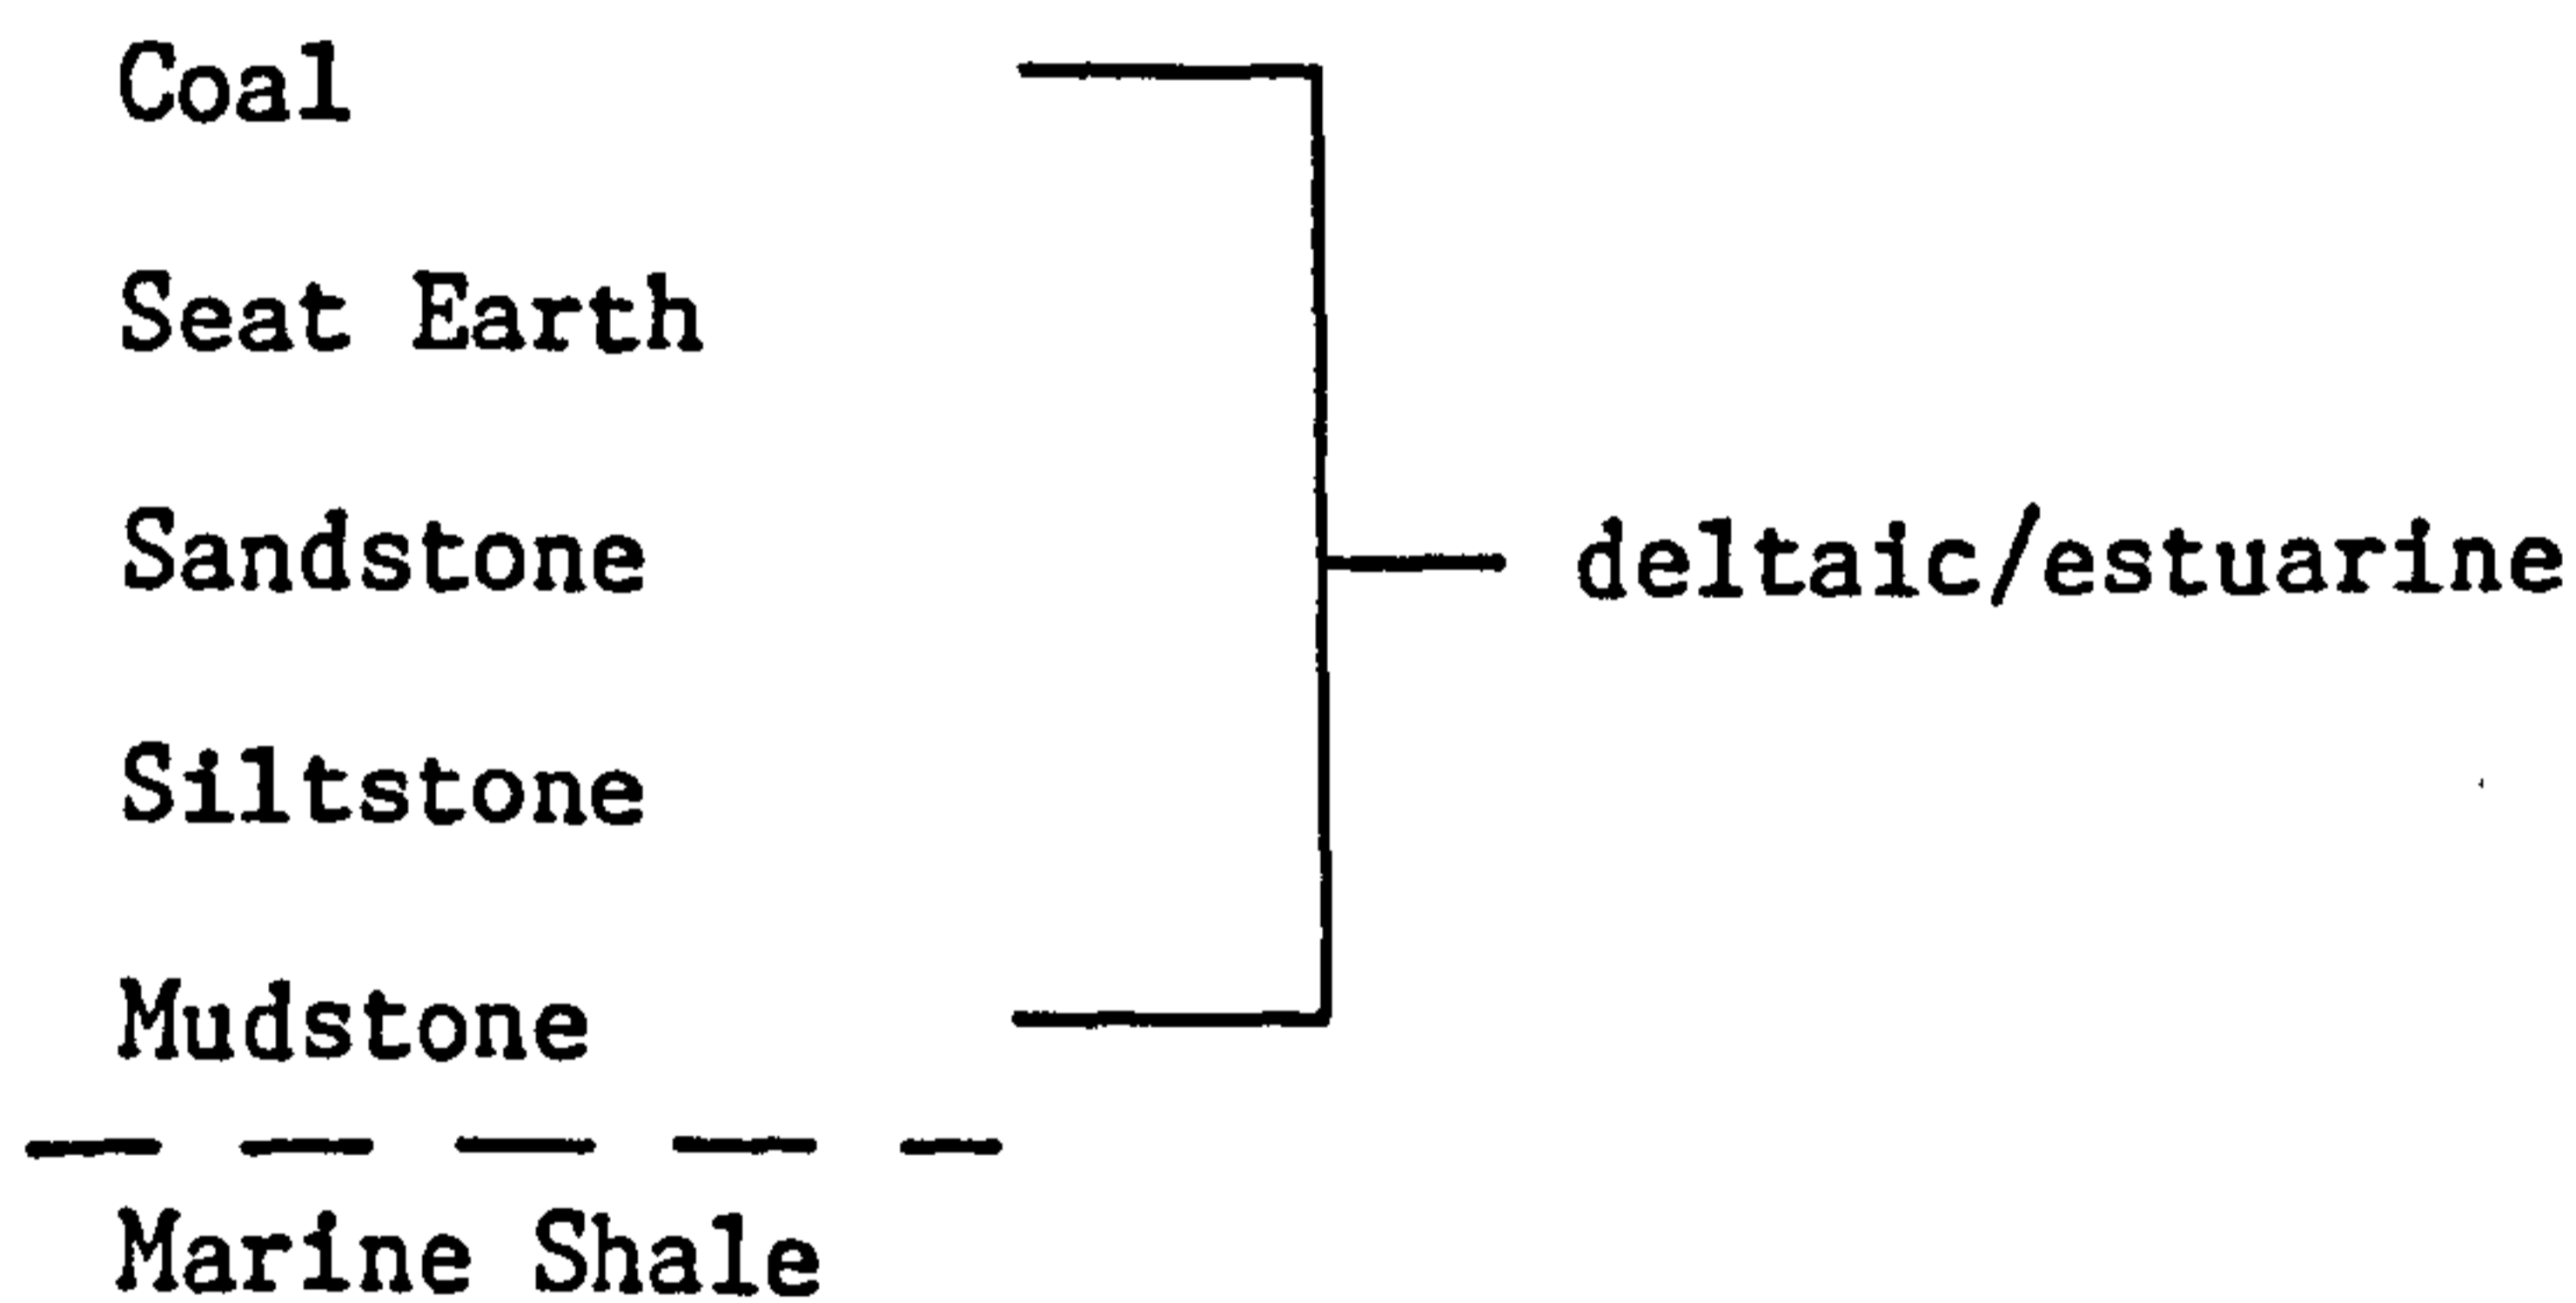 Coal
Seat Earth
Sandstone
deltaic/estuarine
Siltstone
Mudstone
Marine Shale